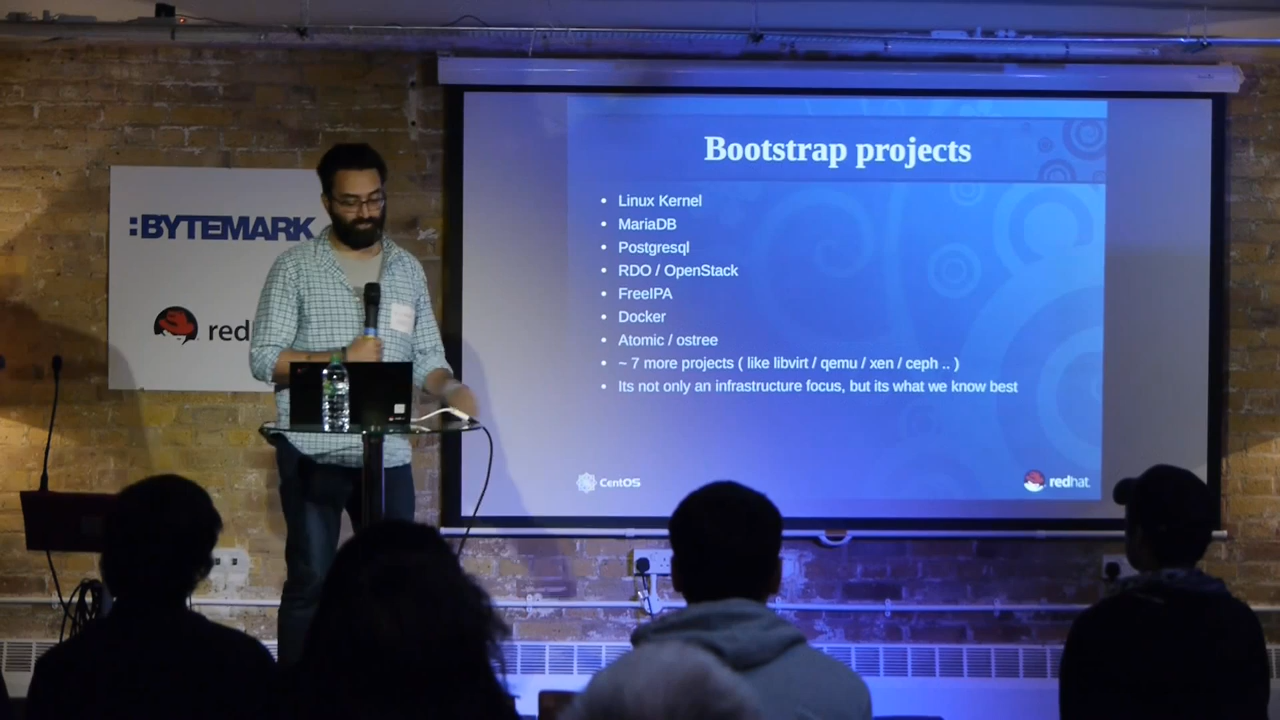 Bootstrap projects
• Linux Kernel
• MariaDB
• Postgresql
• RDO / OpenStack
• FreeIPA
• Docker
• Atomic / ostree
• ~ 7 more projects ( like libvirt / qemu / xen / ceph .. )
• Its not only an infrastructure focus, but its what we know best
CentOS
redhat.
:BYTEMARK
red